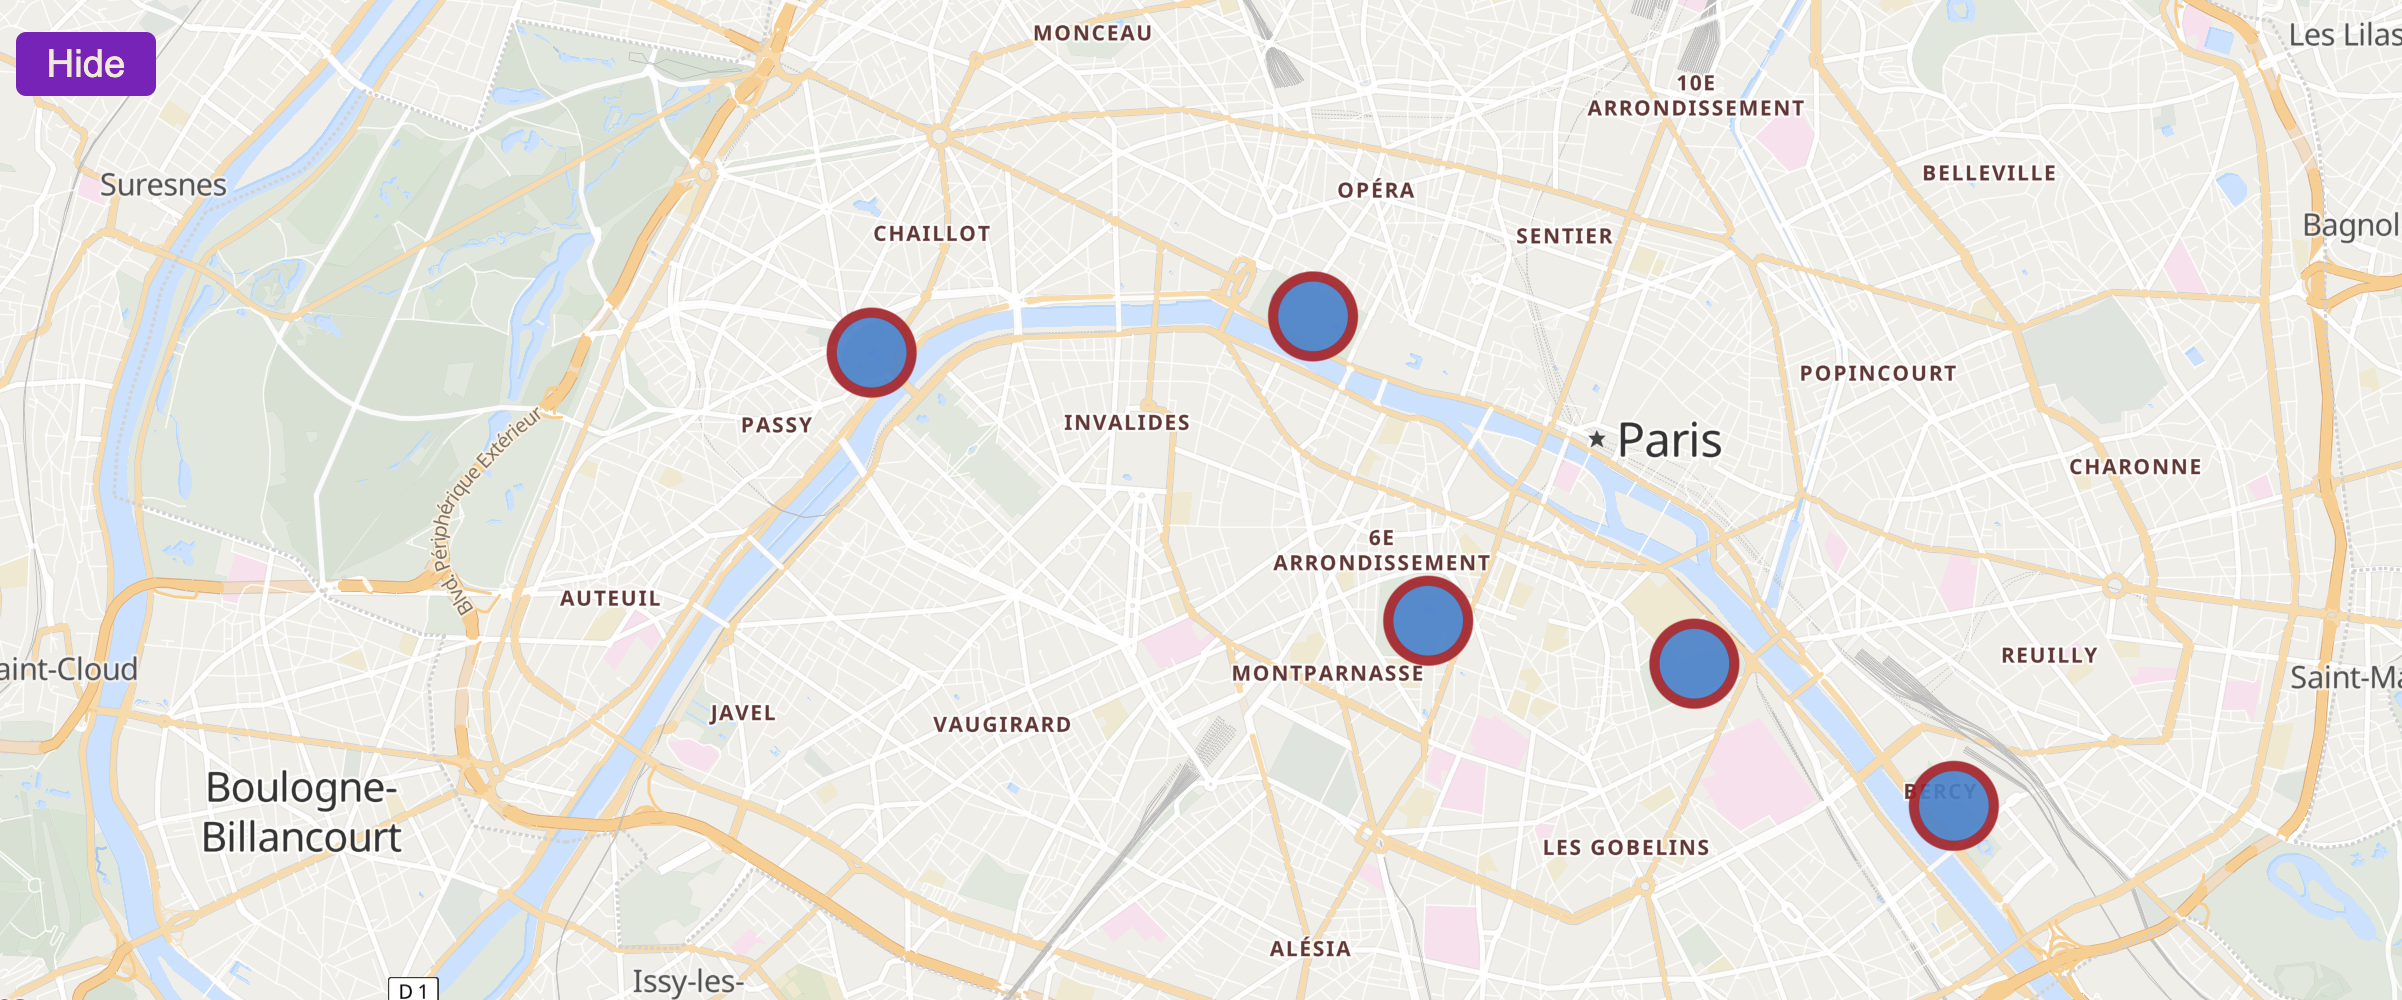 Hide
MONCEAU
Les Lilas
10E
ARRONDISSEMENT
Suresnes
BELLEVILLE
OPÉRA
Bagnol
CHAILLOT
SENTIER
POPINCOURT
PASSY
INVALIDES
Paris
CHARONNE
Blvd. Périphérique Extérieur
6E
ARRONDISSEMENT
AUTEUIL
aint-Cloud
MONTPARNASSE
REUILLY
Saint-Ma
JAVEL
VAUGIRARD
Boulogne-
Billancourt
BERCY
LES GOBELINS
ALÉSIA
Issy-les-
D 1